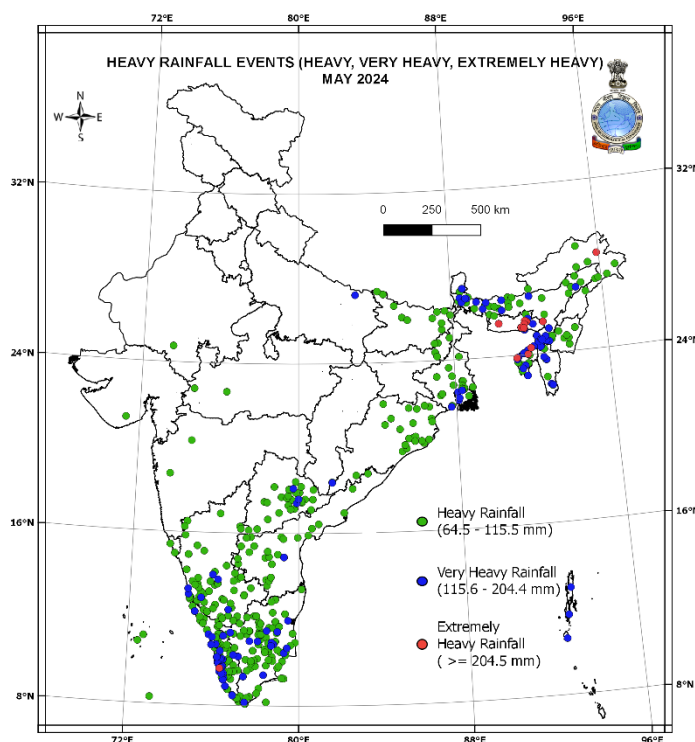 72°E 80°E 88°E 96°E
HEAVY RAINFALL EVENTS (HEAVY, VERY HEAVY, EXTREMELY HEAVY)
MAY 2024
N
W E
S
32°N 32°N
0 250 500 km
24°N 24°N
16°N 16°N
Heavy Rainfall
(64.5 - 115.5 mm)
Very Heavy Rainfall
(115.6 - 204.4 mm)
Extremely
Heavy Rainfall
( >= 204.5 mm)
8°N 8°N
72°E 80°E 88°E 96°E